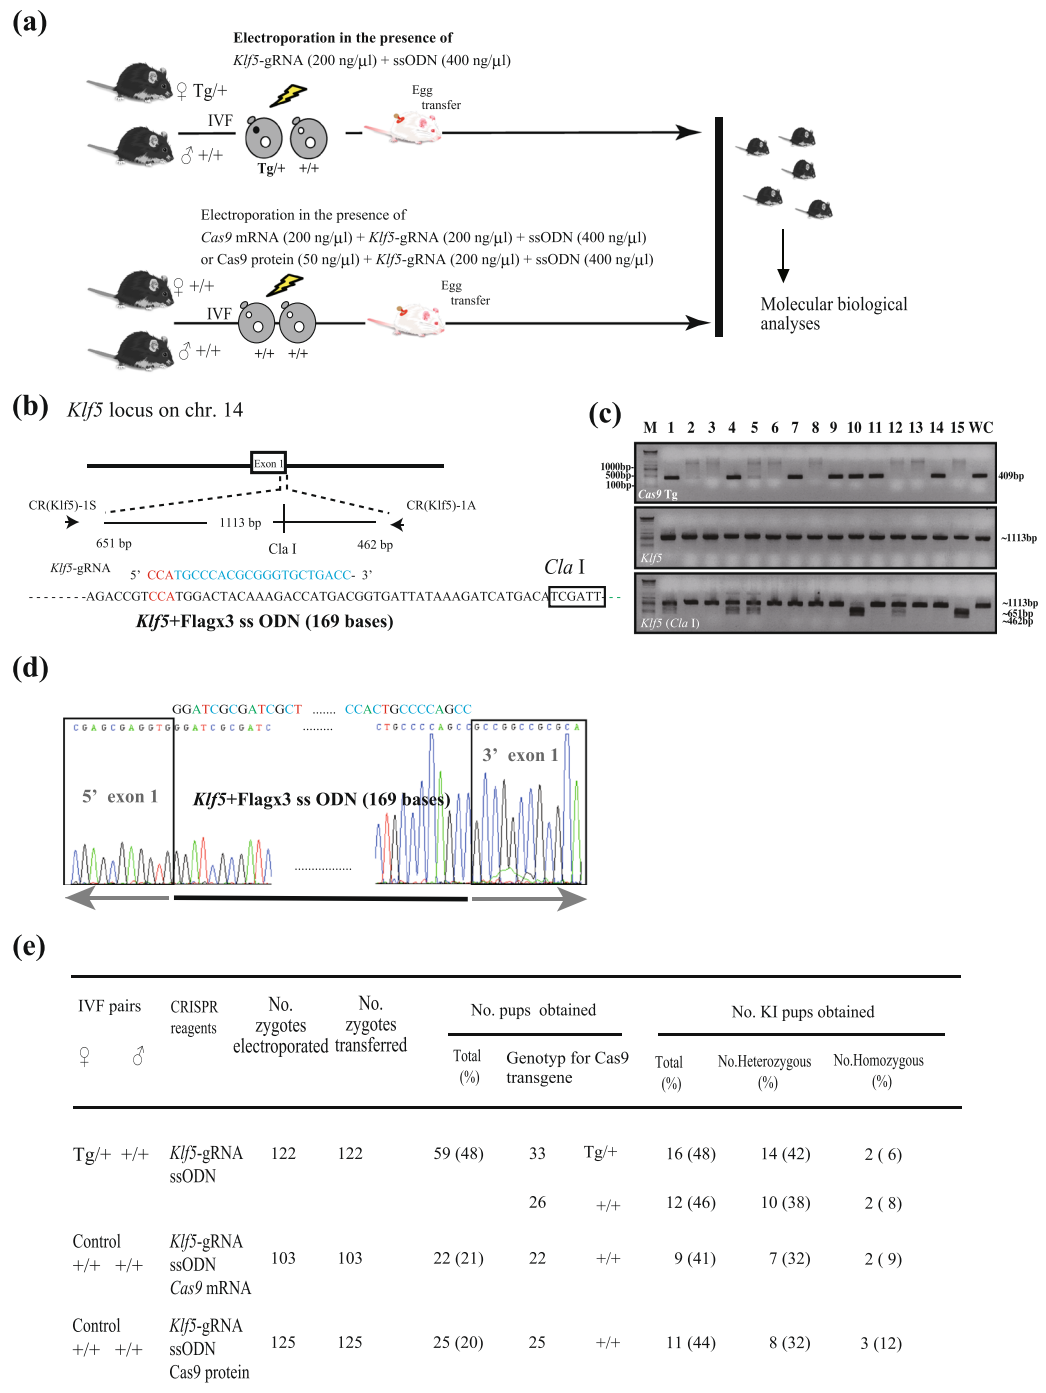 (a)
Electroporation in the presence of
Klf5-gRNA (200 ng/μl) + ssODN (400 ng/μl)
♀ Tg/+
IVF
♂ +/+
Tg/+ +/+
Egg
transfer
Electroporation in the presence of
Cas9 mRNA (200 ng/μl) + Klf5-gRNA (200 ng/μl) + ssODN (400 ng/μl)
or Cas9 protein (50 ng/μl) + Klf5-gRNA (200 ng/μl) + ssODN (400 ng/μl)
♀ +/+
IVF
♂ +/+
+/+ +/+
Egg
transfer
Molecular biological
analyses
(b) Klf5 locus on chr. 14
Exon 1
CR(Klf5)-1S
CR(Klf5)-1A
1113 bp
651 bp
Cla I
462 bp
Klf5-gRNA
5’ CCATGCCCACGCGGGTGCTGACC- 3’
Cla I
-------AGACCGTCCATGGACTACAAAGACCATGACGGTGATTATAAAGATCATGACATCGATT---
Klf5+Flagx3 ss ODN (169 bases)
(c)
M 1 2 3 4 5 6 7 8 9 10 11 12 13 14 15 WC
1000bp-
500bp-
100bp-
409bp
Cas9 Tg
~1113bp
Klf5
~1113bp
~651bp
~462bp
Klf5 (Cla I)
(d)
GGATCGCGATCGCT ....... CCACTGCCCCAGCC
CGAGCGAGGTGGGATCGCGATC ......... CTGCCCCAGCCGCCGGCCGCGCA
5’ exon 1
Klf5+Flagx3 ss ODN (169 bases)
3’ exon 1
..................
(e)
IVF pairs
♀ ♂
CRISPR
reagents
No.
zygotes
electroporated
No.
zygotes
transferred
No. pups obtained
Total
(%)
Genotyp for Cas9
transgene
No. KI pups obtained
Total
(%)
No.Heterozygous
(%)
No.Homozygous
(%)
Tg/+ +/+ Klf5-gRNA 122 122 59 (48) 33 Tg/+ 16 (48) 14 (42) 2 ( 6)
ssODN
26 +/+ 12 (46) 10 (38) 2 ( 8)
Control Klf5-gRNA
+/+ +/+ ssODN 103 103 22 (21) 22 +/+ 9 (41) 7 (32) 2 ( 9)
Cas9 mRNA
Control Klf5-gRNA
+/+ +/+ ssODN 125 125 25 (20) 25 +/+ 11 (44) 8 (32) 3 (12)
Cas9 protein